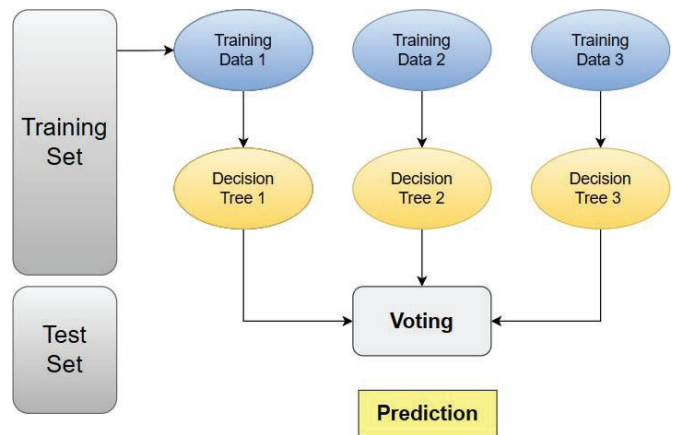 Training
Data 1
Training
Data 2
Training
Data 3
Training
Set
Decision
Tree 1
Decision
Tree 2
Decision
Tree 3
Voting
Test
Set
Prediction